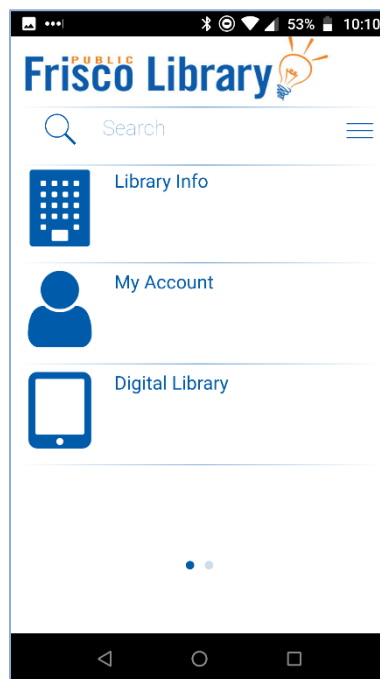 53% 10:10
PUBLIC
Frisco Library
Search
Library Info
My Account
Digital Library